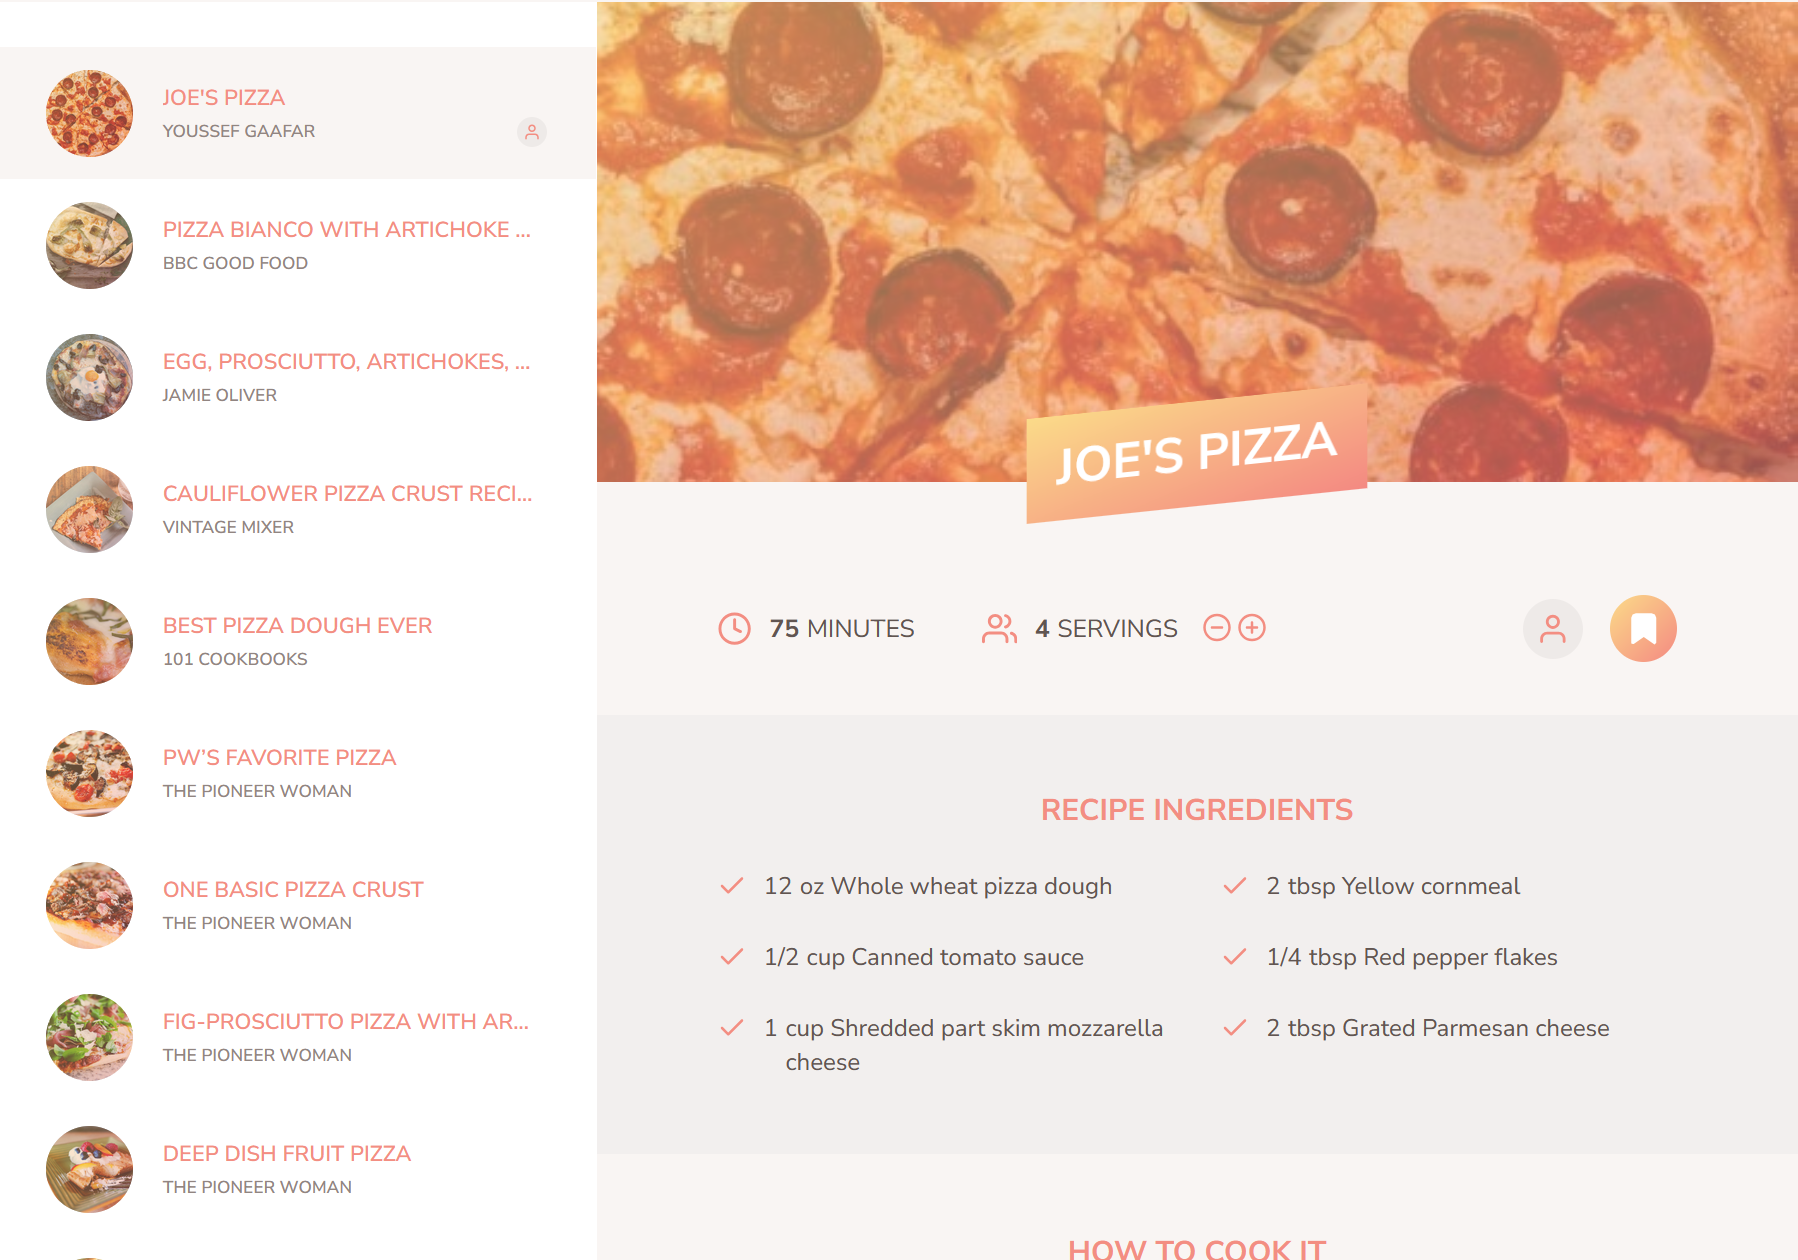 JOE'S PIZZA
YOUSSEF GAAFAR
PIZZA BIANCO WITH ARTICHOKE ...
BBC GOOD FOOD
EGG, PROSCIUTTO, ARTICHOKES, ...
JAMIE OLIVER
CAULIFLOWER PIZZA CRUST RECI...
VINTAGE MIXER
BEST PIZZA DOUGH EVER
101 COOKBOOKS
PW’S FAVORITE PIZZA
THE PIONEER WOMAN
ONE BASIC PIZZA CRUST
THE PIONEER WOMAN
FIG-PROSCIUTTO PIZZA WITH AR...
THE PIONEER WOMAN
DEEP DISH FRUIT PIZZA
THE PIONEER WOMAN
JOE'S PIZZA
75 MINUTES
4 SERVINGS
RECIPE INGREDIENTS
12 oz Whole wheat pizza dough
2 tbsp Yellow cornmeal
1/2 cup Canned tomato sauce
1/4 tbsp Red pepper flakes
1 cup Shredded part skim mozzarella
cheese
2 tbsp Grated Parmesan cheese
HOW TO COOK IT